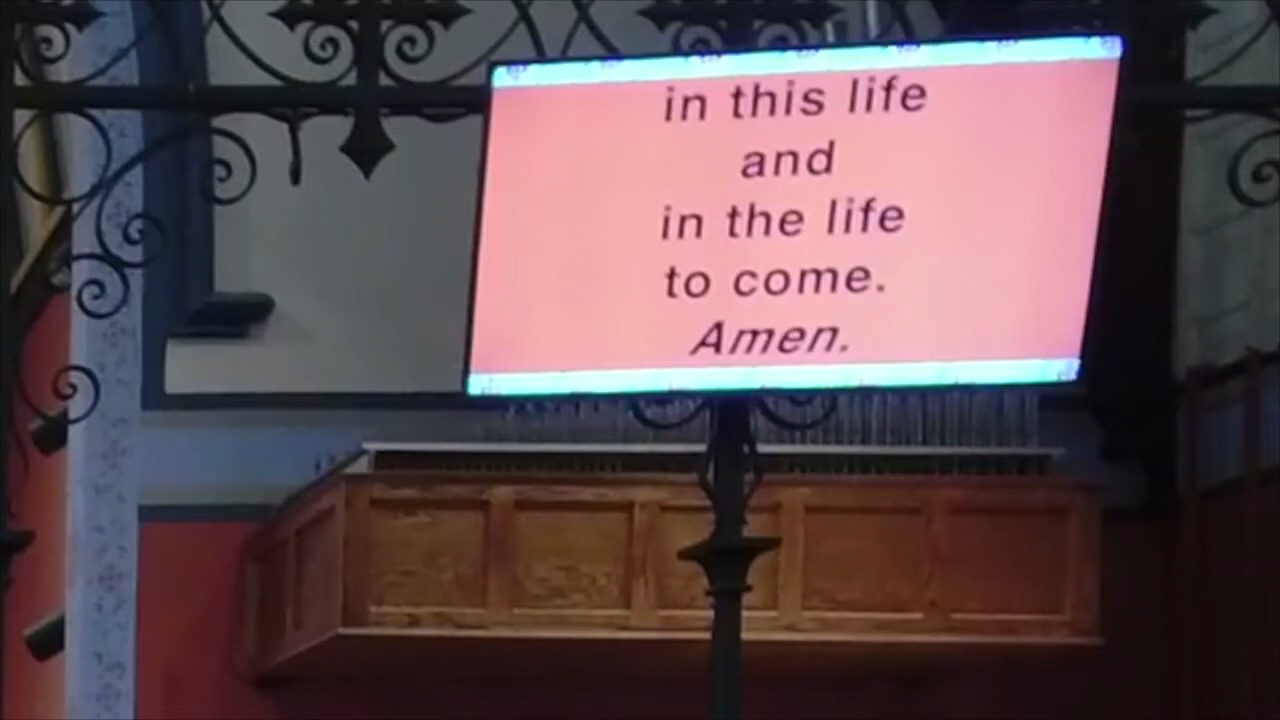 in this life
and
in the life
to come.
Amen.